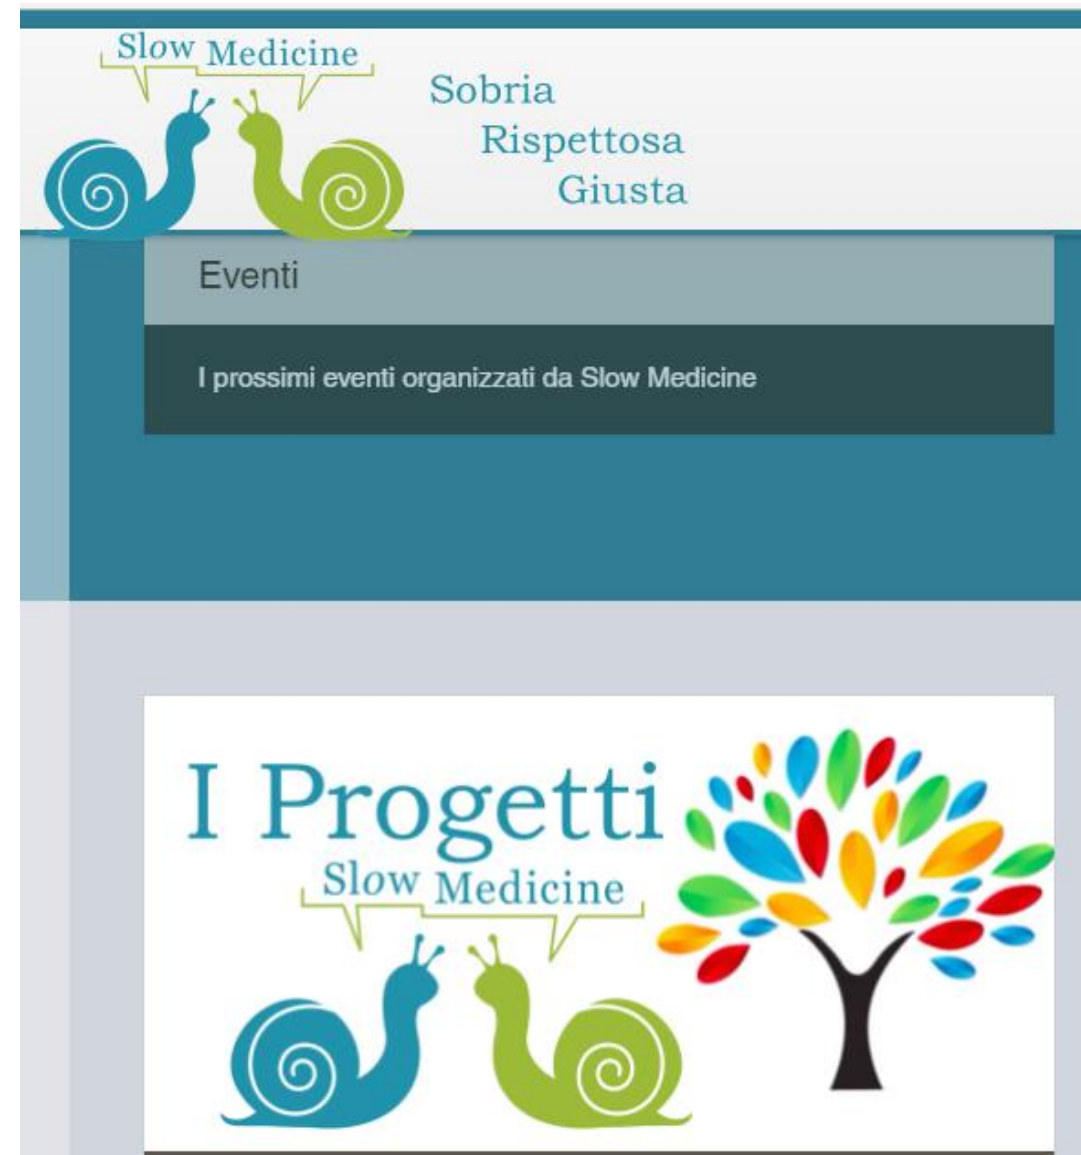 Slow Medicine
Sobria
Rispettosa
Giusta
Eventi
I prossimi eventi organizzati da Slow Medicine
I Progetti
Slow Medicine